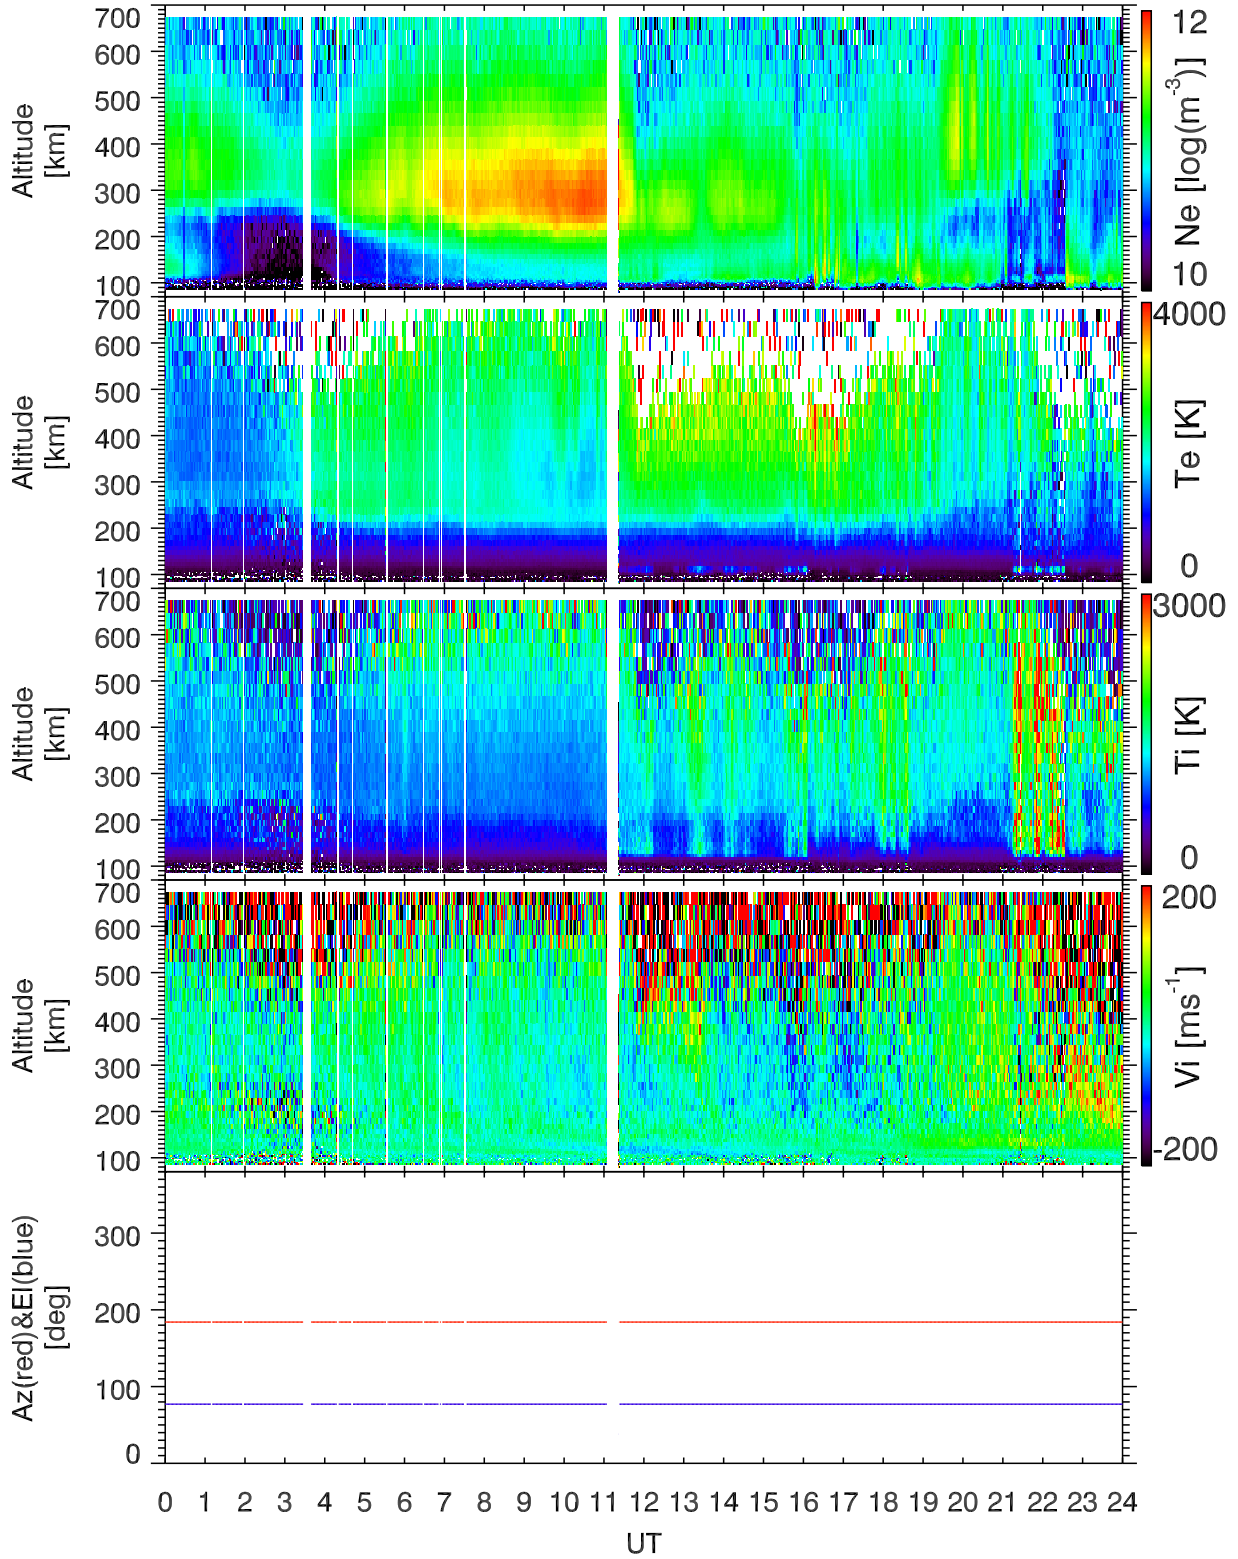 700
600
500
400
300
200
100
Altitude
[km]
12
Ne [log(m⁻³)]
10
700
600
500
400
300
200
100
Altitude
[km]
4000
Te [K]
0
700
600
500
400
300
200
100
Altitude
[km]
3000
Ti [K]
0
700
600
500
400
300
200
100
Altitude
[km]
200
Vi [ms⁻¹]
-200
300
200
100
0
Az(red)&El(blue)
[deg]
0 1 2 3 4 5 6 7 8 9 10 11 12 13 14 15 16 17 18 19 20 21 22 23 24
UT